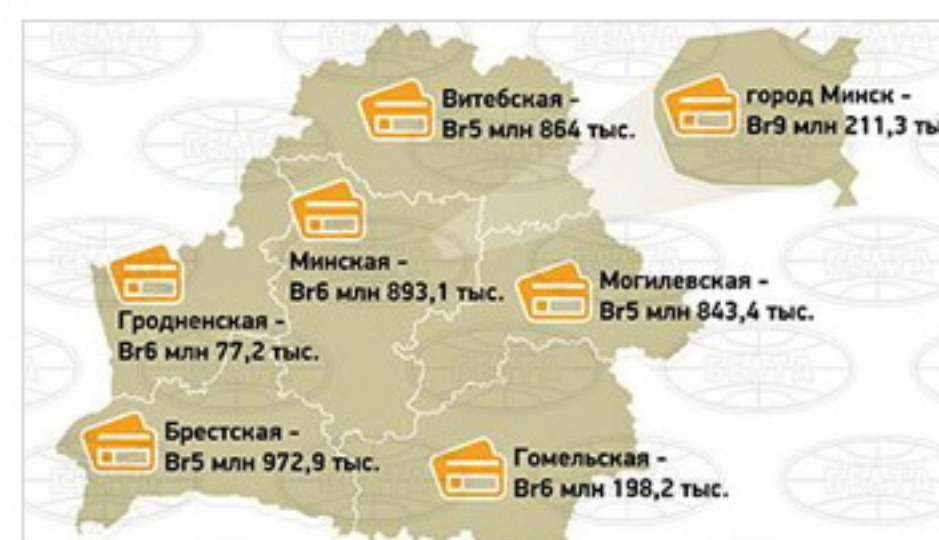 Витебская -
Br5 млн 864 тыс.
город Минск -
Br9 млн 211,3 ты
Минская -
Br6 млн 893,1 тыс.
Могилевская -
Br5 млн 843,4 тыс.
Гродненская -
Br6 млн 77,2 тыс.
Брестская -
Br5 млн 972,9 тыс.
Гомельская -
Br6 млн 198,2 тыс.